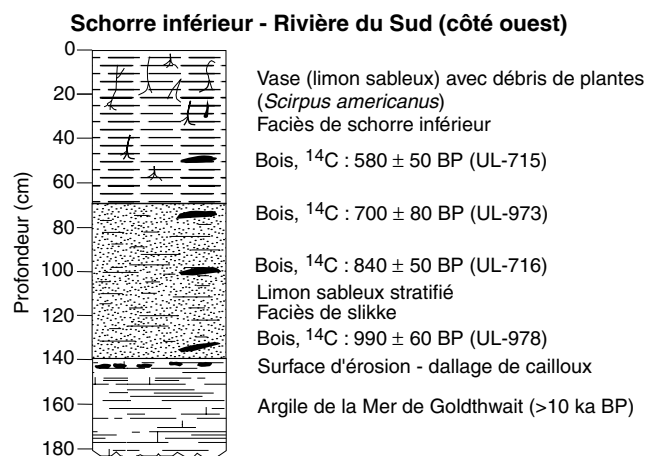 Schorre inférieur - Rivière du Sud (côté ouest)
Profondeur (cm)
0
20
40
60
80
100
120
140
160
180
Vase (limon sableux) avec débris de plantes
(Scirpus americanus)
Faciès de schorre inférieur
Bois, 14C : 580 ± 50 BP (UL-715)
Bois, 14C : 700 ± 80 BP (UL-973)
Bois, 14C : 840 ± 50 BP (UL-716)
Limon sableux stratifié
Faciès de slikke
Bois, 14C : 990 ± 60 BP (UL-978)
Surface d'érosion - dallage de cailloux
Argile de la Mer de Goldthwait (>10 ka BP)